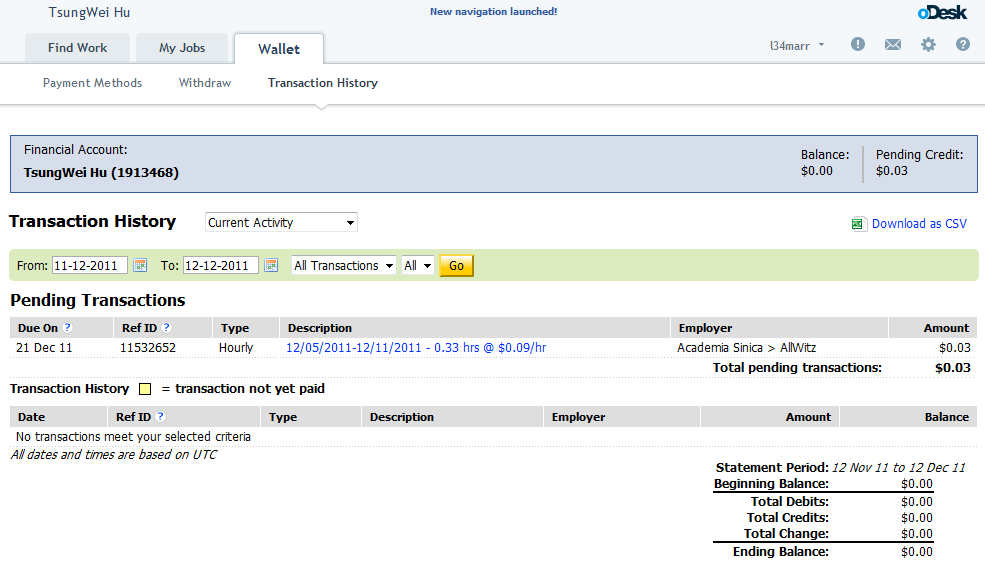 TsungWei Hu
New navigation launched!
oDesk
Find Work
My Jobs
Wallet
l34marr
Payment Methods
Withdraw
Transaction History
Financial Account:
TsungWei Hu (1913468)
Balance:
$0.00
Pending Credit:
$0.03
Transaction History
Current Activity
Download as CSV
From: 11-12-2011 To: 12-12-2011 All Transactions All Go
Pending Transactions
Due On ? Ref ID ? Type Description Employer Amount
21 Dec 11 11532652 Hourly 12/05/2011-12/11/2011 - 0.33 hrs @ $0.09/hr Academia Sinica > AllWitz $0.03
Total pending transactions: $0.03
Transaction History = transaction not yet paid
Date Ref ID ? Type Description Employer Amount Balance
No transactions meet your selected criteria
All dates and times are based on UTC
Statement Period: 12 Nov 11 to 12 Dec 11
Beginning Balance: $0.00
Total Debits: $0.00
Total Credits: $0.00
Total Change: $0.00
Ending Balance: $0.00